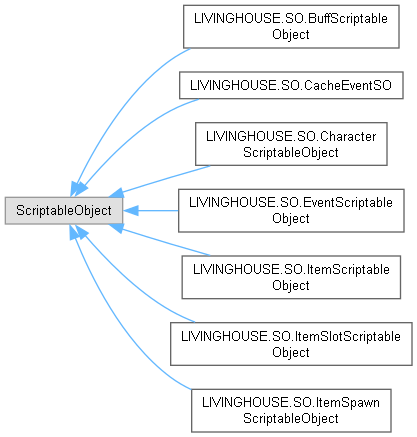 LIVINGHOUSE.SO.BuffScriptable
Object
LIVINGHOUSE.SO.CacheEventSO
LIVINGHOUSE.SO.Character
ScriptableObject
ScriptableObject
LIVINGHOUSE.SO.EventScriptable
Object
LIVINGHOUSE.SO.ItemScriptable
Object
LIVINGHOUSE.SO.ItemSlotScriptable
Object
LIVINGHOUSE.SO.ItemSpawn
ScriptableObject